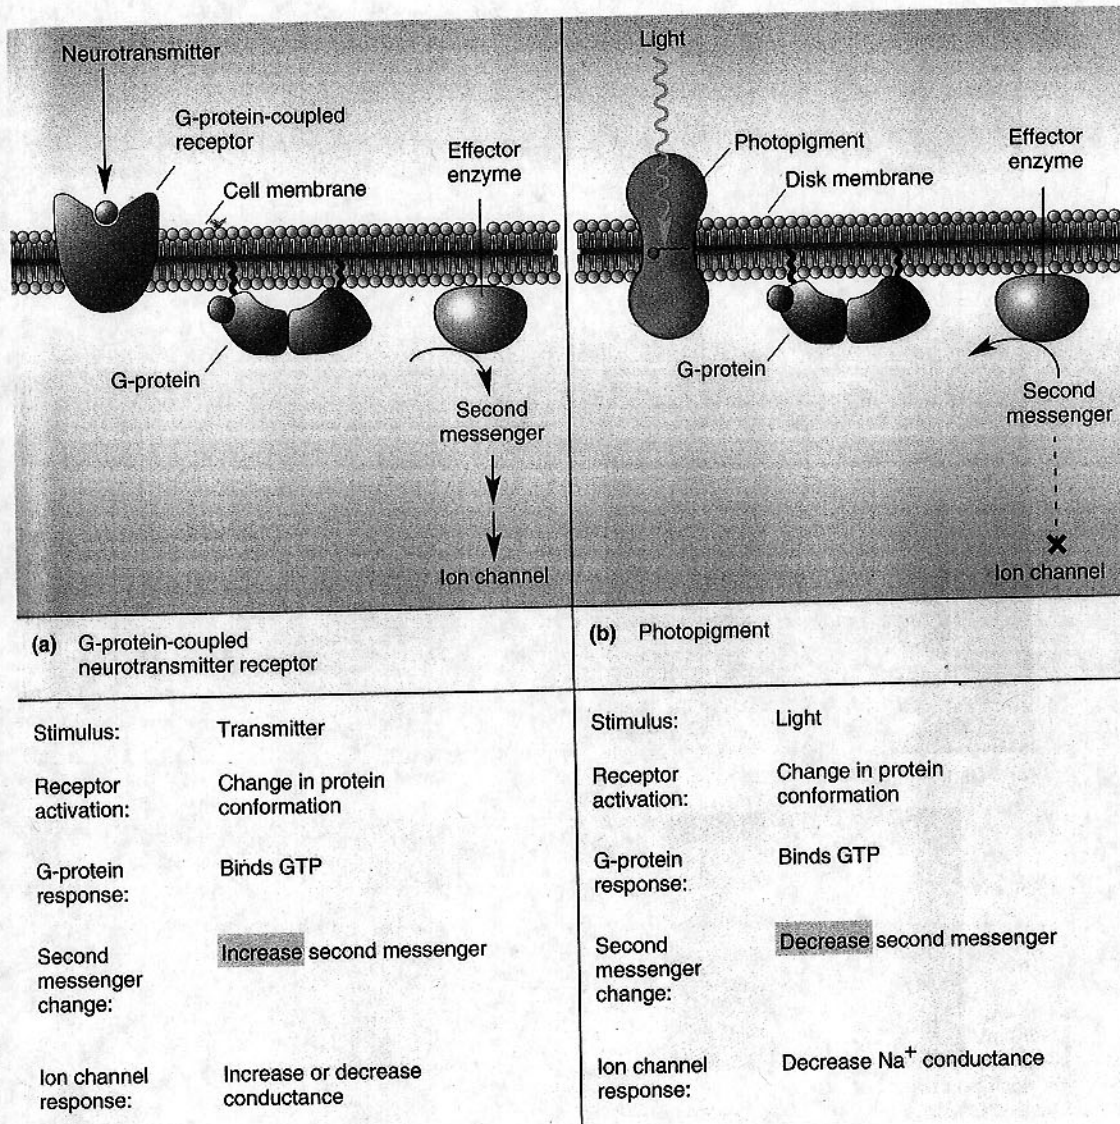 Neurotransmitter
G-protein-coupled
receptor
Cell membrane
Effector
enzyme
G-protein
Second
messenger
Ion channel
Light
Photopigment
Disk membrane
Effector
enzyme
G-protein
Second
messenger
Ion channel
(a) G-protein-coupled
neurotransmitter receptor
(b) Photopigment
Stimulus: Transmitter
Receptor Change in protein
activation: conformation
G-protein Binds GTP
response:
Second Increase second messenger
messenger
change:
Ion channel Increase or decrease
response: conductance
Stimulus: Light
Receptor Change in protein
activation: conformation
G-protein Binds GTP
response:
Second Decrease second messenger
messenger
change:
Ion channel Decrease Na⁺ conductance
response: